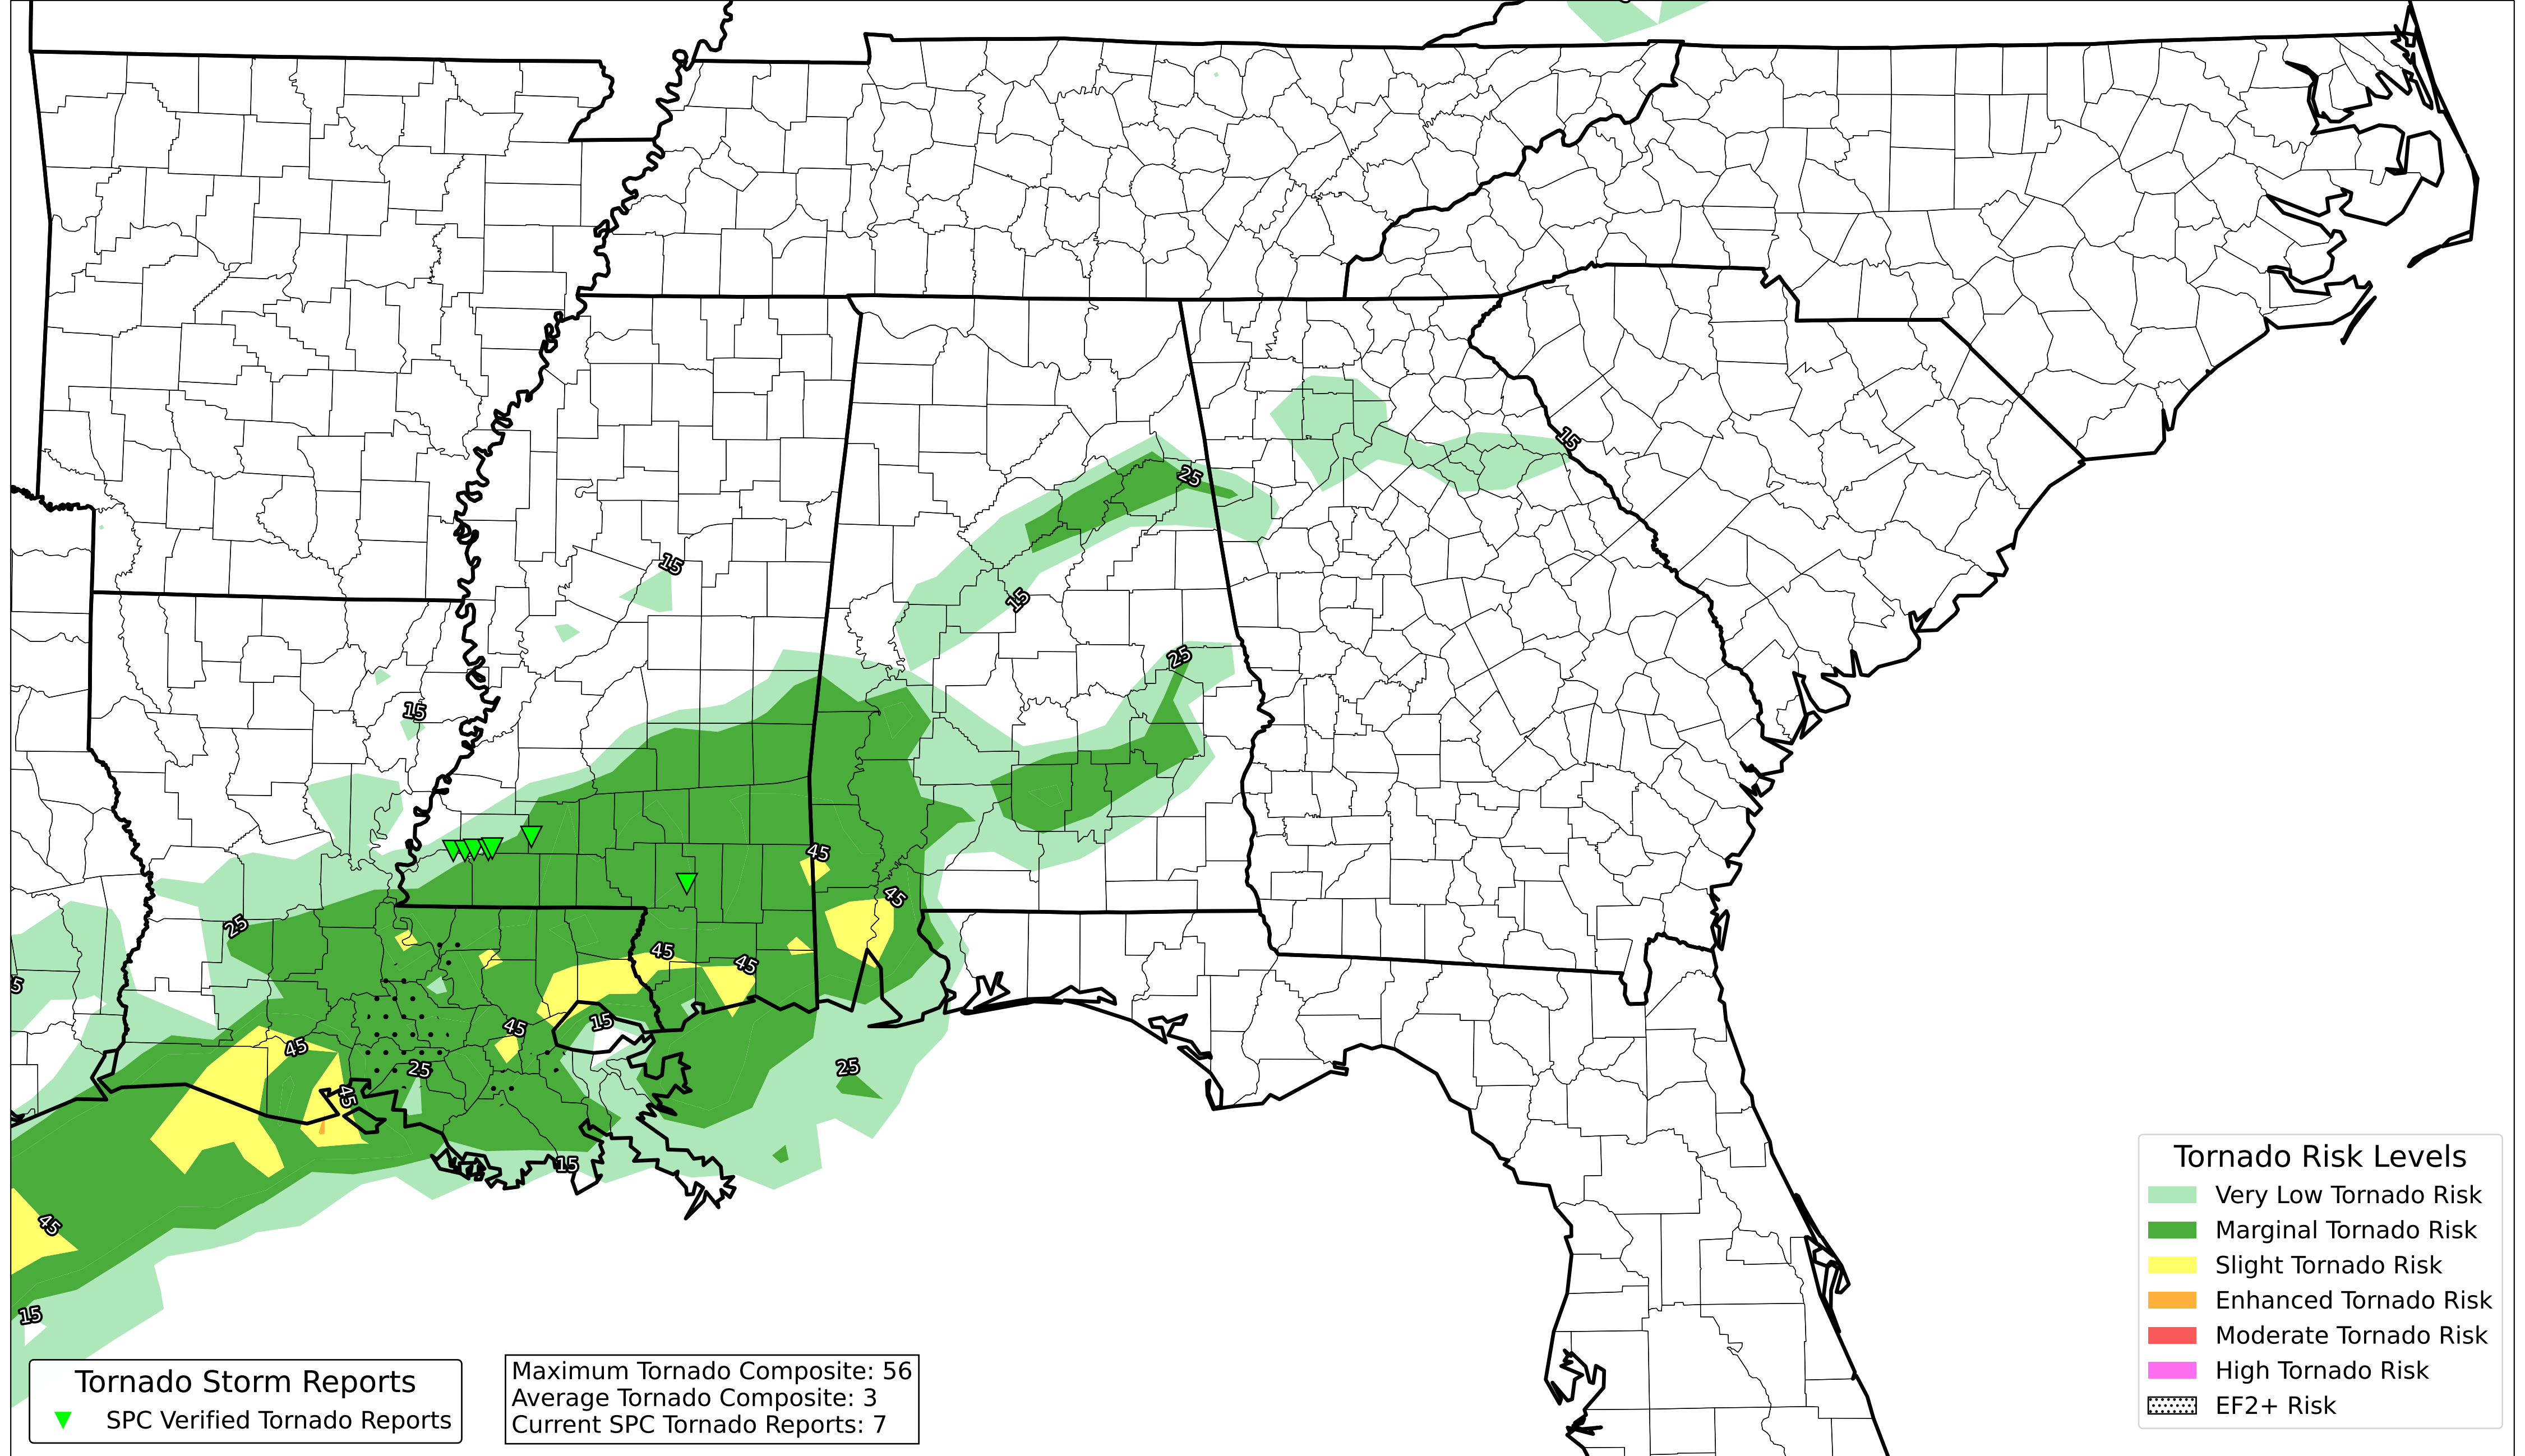 15
25
15
15
25
15
45
45
25
45
45
5
15
45
45
25
25
45
15
45
15
Tornado Risk Levels
Very Low Tornado Risk
Marginal Tornado Risk
Slight Tornado Risk
Enhanced Tornado Risk
Moderate Tornado Risk
High Tornado Risk
EF2+ Risk
Tornado Storm Reports
SPC Verified Tornado Reports
Maximum Tornado Composite: 56
Average Tornado Composite: 3
Current SPC Tornado Reports: 7